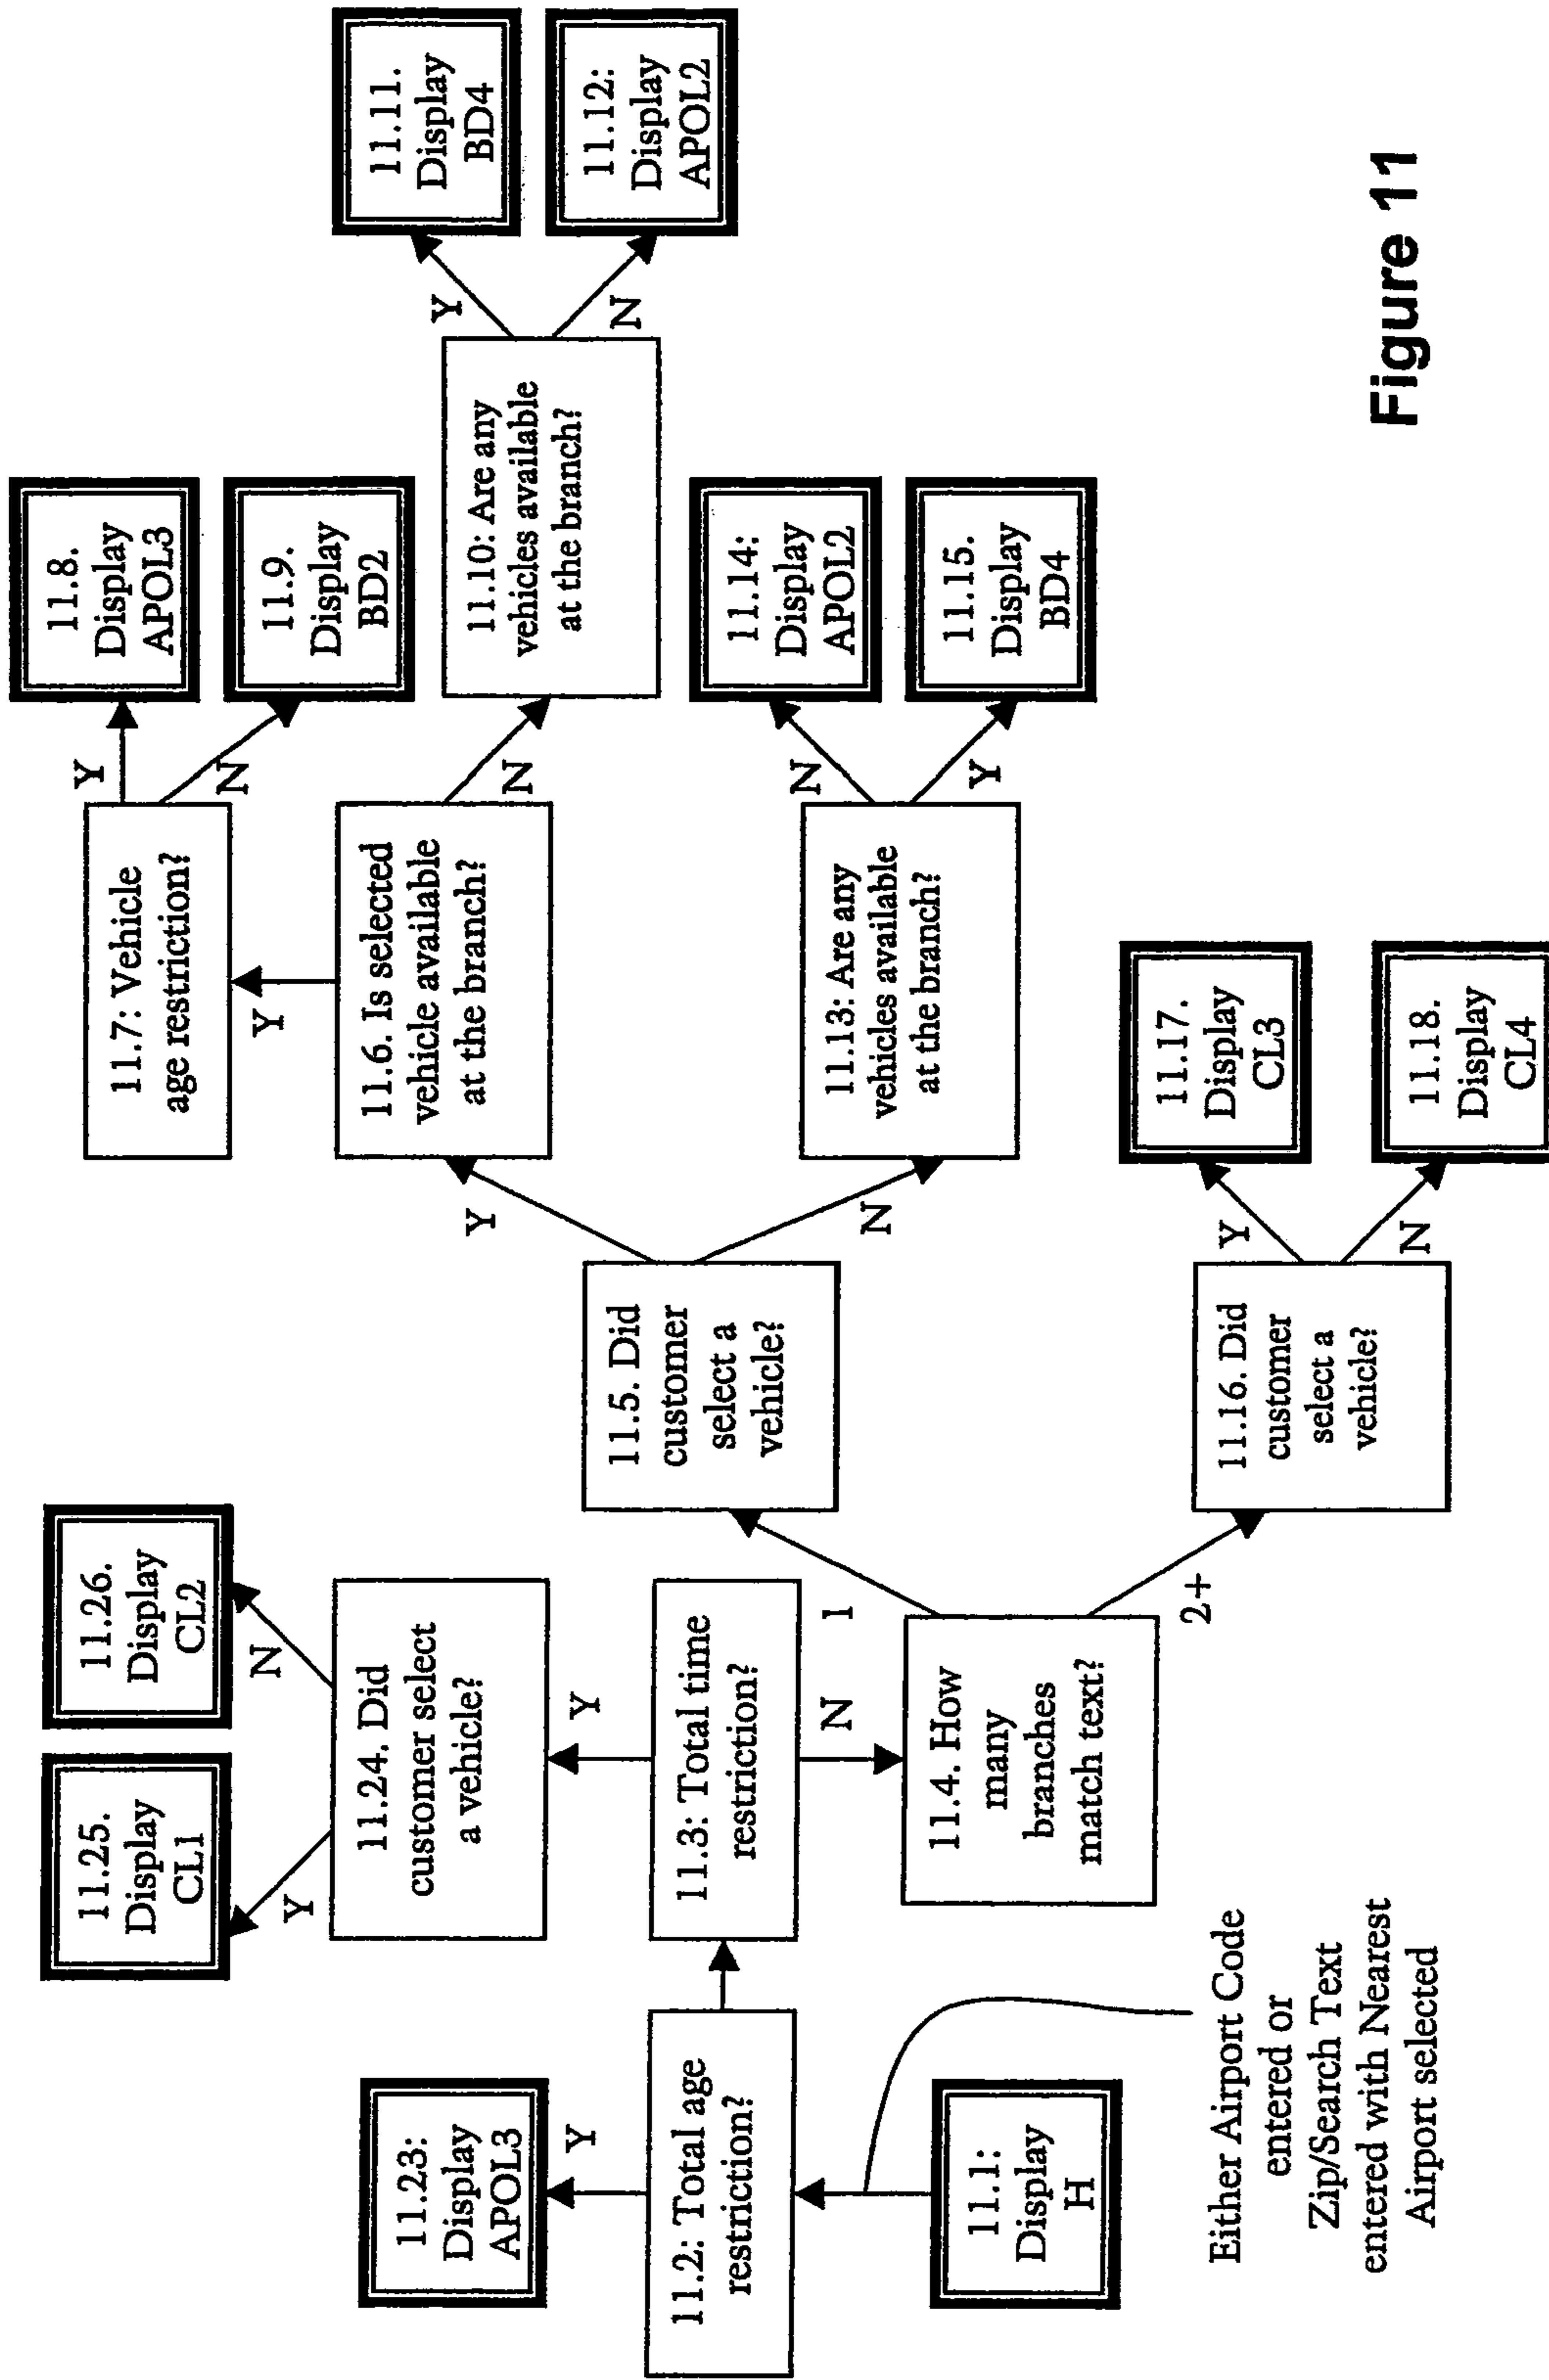 11.1:
Display
H
Either Airport Code
entered or
Zip/Search Text
entered with Nearest
Airport selected
11.2: Total age
restriction?
Y
11.23:
Display
APOL3
11.3: Total time
restriction?
Y
N
11.24. Did
customer select
a vehicle?
Y
N
11.25.
Display
CL1
11.26.
Display
CL2
11.4. How
many
branches
match text?
1
2+
11.5. Did
customer
select a
vehicle?
Y
N
11.6. Is selected
vehicle available
at the branch?
Y
N
11.7: Vehicle
age restriction?
Y
N
11.8.
Display
APOL3
11.9.
Display
BD2
11.10: Are any
vehicles available
at the branch?
Y
N
11.11.
Display
BD4
11.12:
Display
APOL2
11.13: Are any
vehicles available
at the branch?
N
Y
11.14:
Display
APOL2
11.15.
Display
BD4
11.16. Did
customer
select a
vehicle?
Y
N
11.17.
Display
CL3
11.18.
Display
CL4
Figure 11